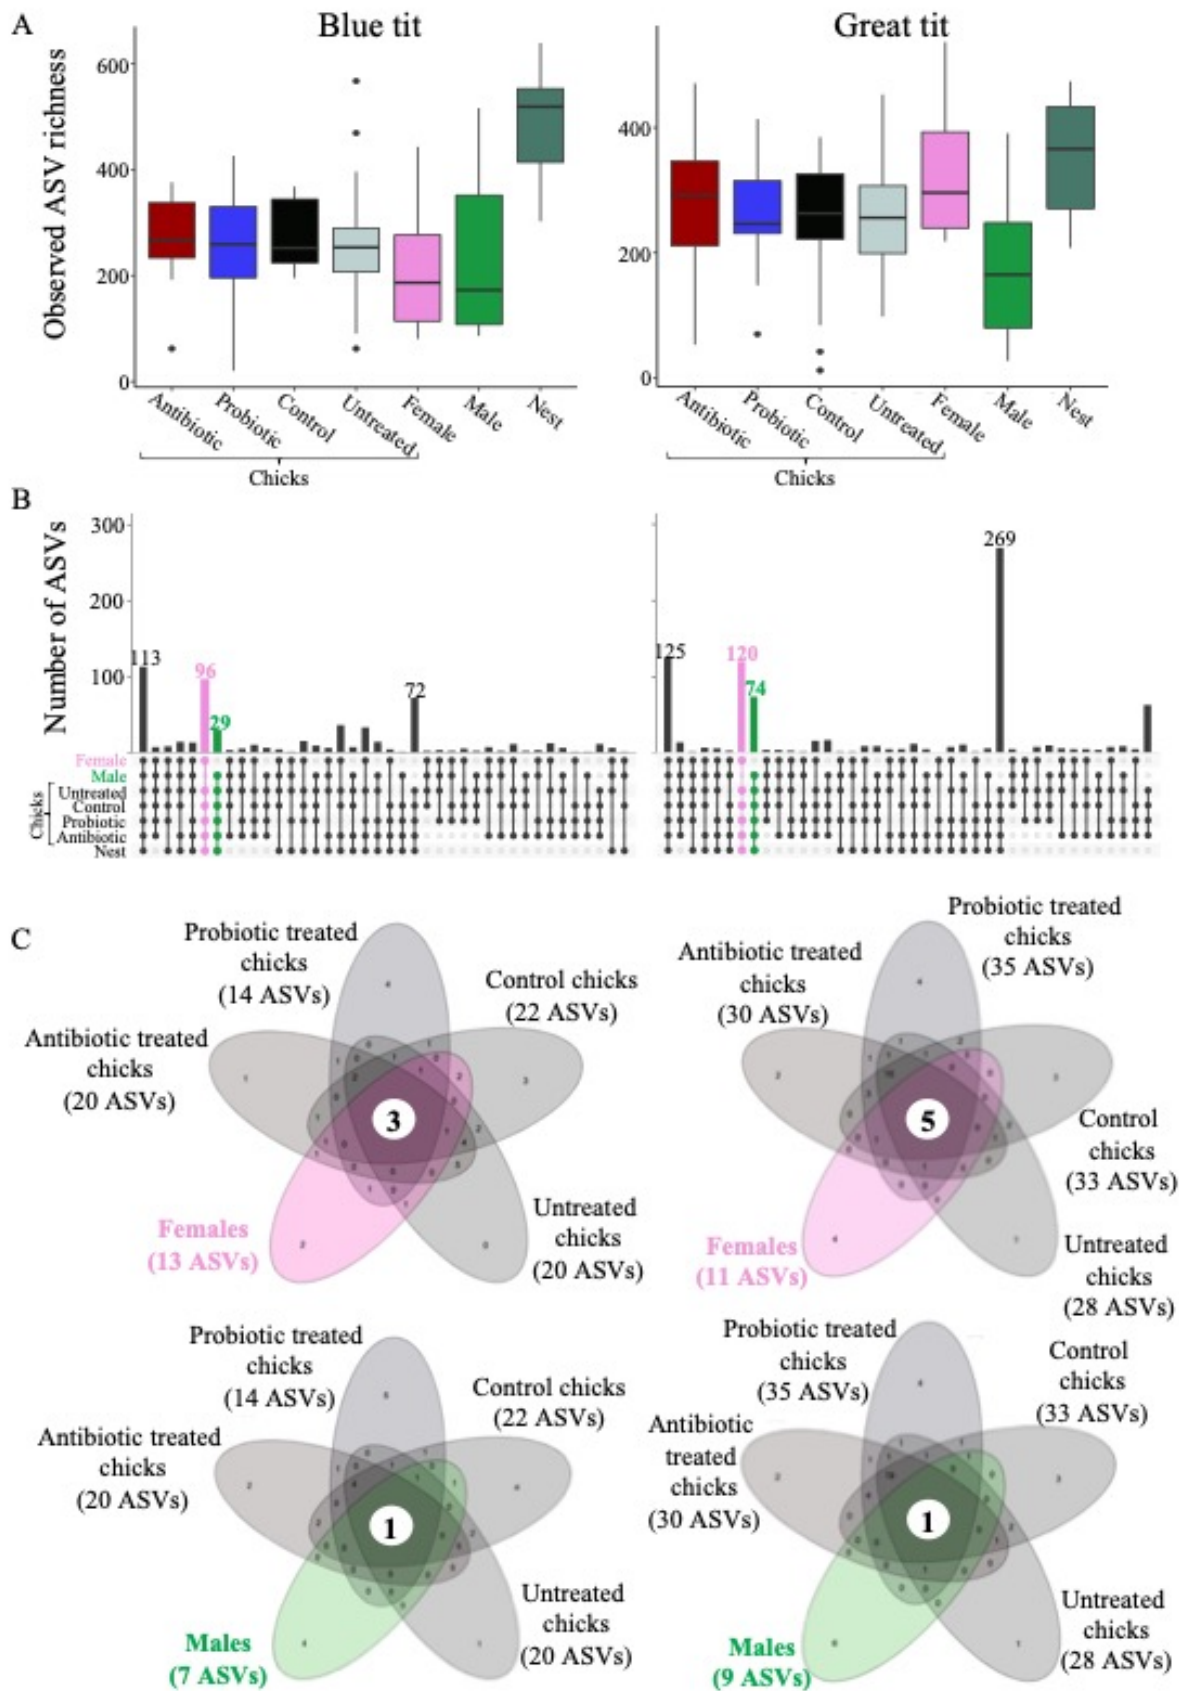 A
Blue tit
Great tit
Observed ASV richness
600
400
200
0
400
200
0
Antibiotic
Probiotic
Control
Untreated
Female
Male
Nest
Chicks
Antibiotic
Probiotic
Control
Untreated
Female
Male
Nest
Chicks
B
Number of ASVs
300
200
100
113
96
29
72
125
120
74
269
Female
Male
Untreated
Control
Probiotic
Antibiotic
Nest
Chicks
C
Probiotic treated
chicks
(14 ASVs)
Control chicks
(22 ASVs)
Antibiotic treated
chicks
(20 ASVs)
3
Females
(13 ASVs)
Untreated
chicks
(20 ASVs)
Probiotic treated
chicks
(35 ASVs)
Antibiotic treated
chicks
(30 ASVs)
5
Control
chicks
(33 ASVs)
Females
(11 ASVs)
Untreated
chicks
(28 ASVs)
Probiotic treated
chicks
(14 ASVs)
Control chicks
(22 ASVs)
Antibiotic treated
chicks
(20 ASVs)
1
Males
(7 ASVs)
Untreated
chicks
(20 ASVs)
Probiotic treated
chicks
(35 ASVs)
Control
chicks
(33 ASVs)
Antibiotic
treated
chicks
(30 ASVs)
1
Males
(9 ASVs)
Untreated
chicks
(28 ASVs)